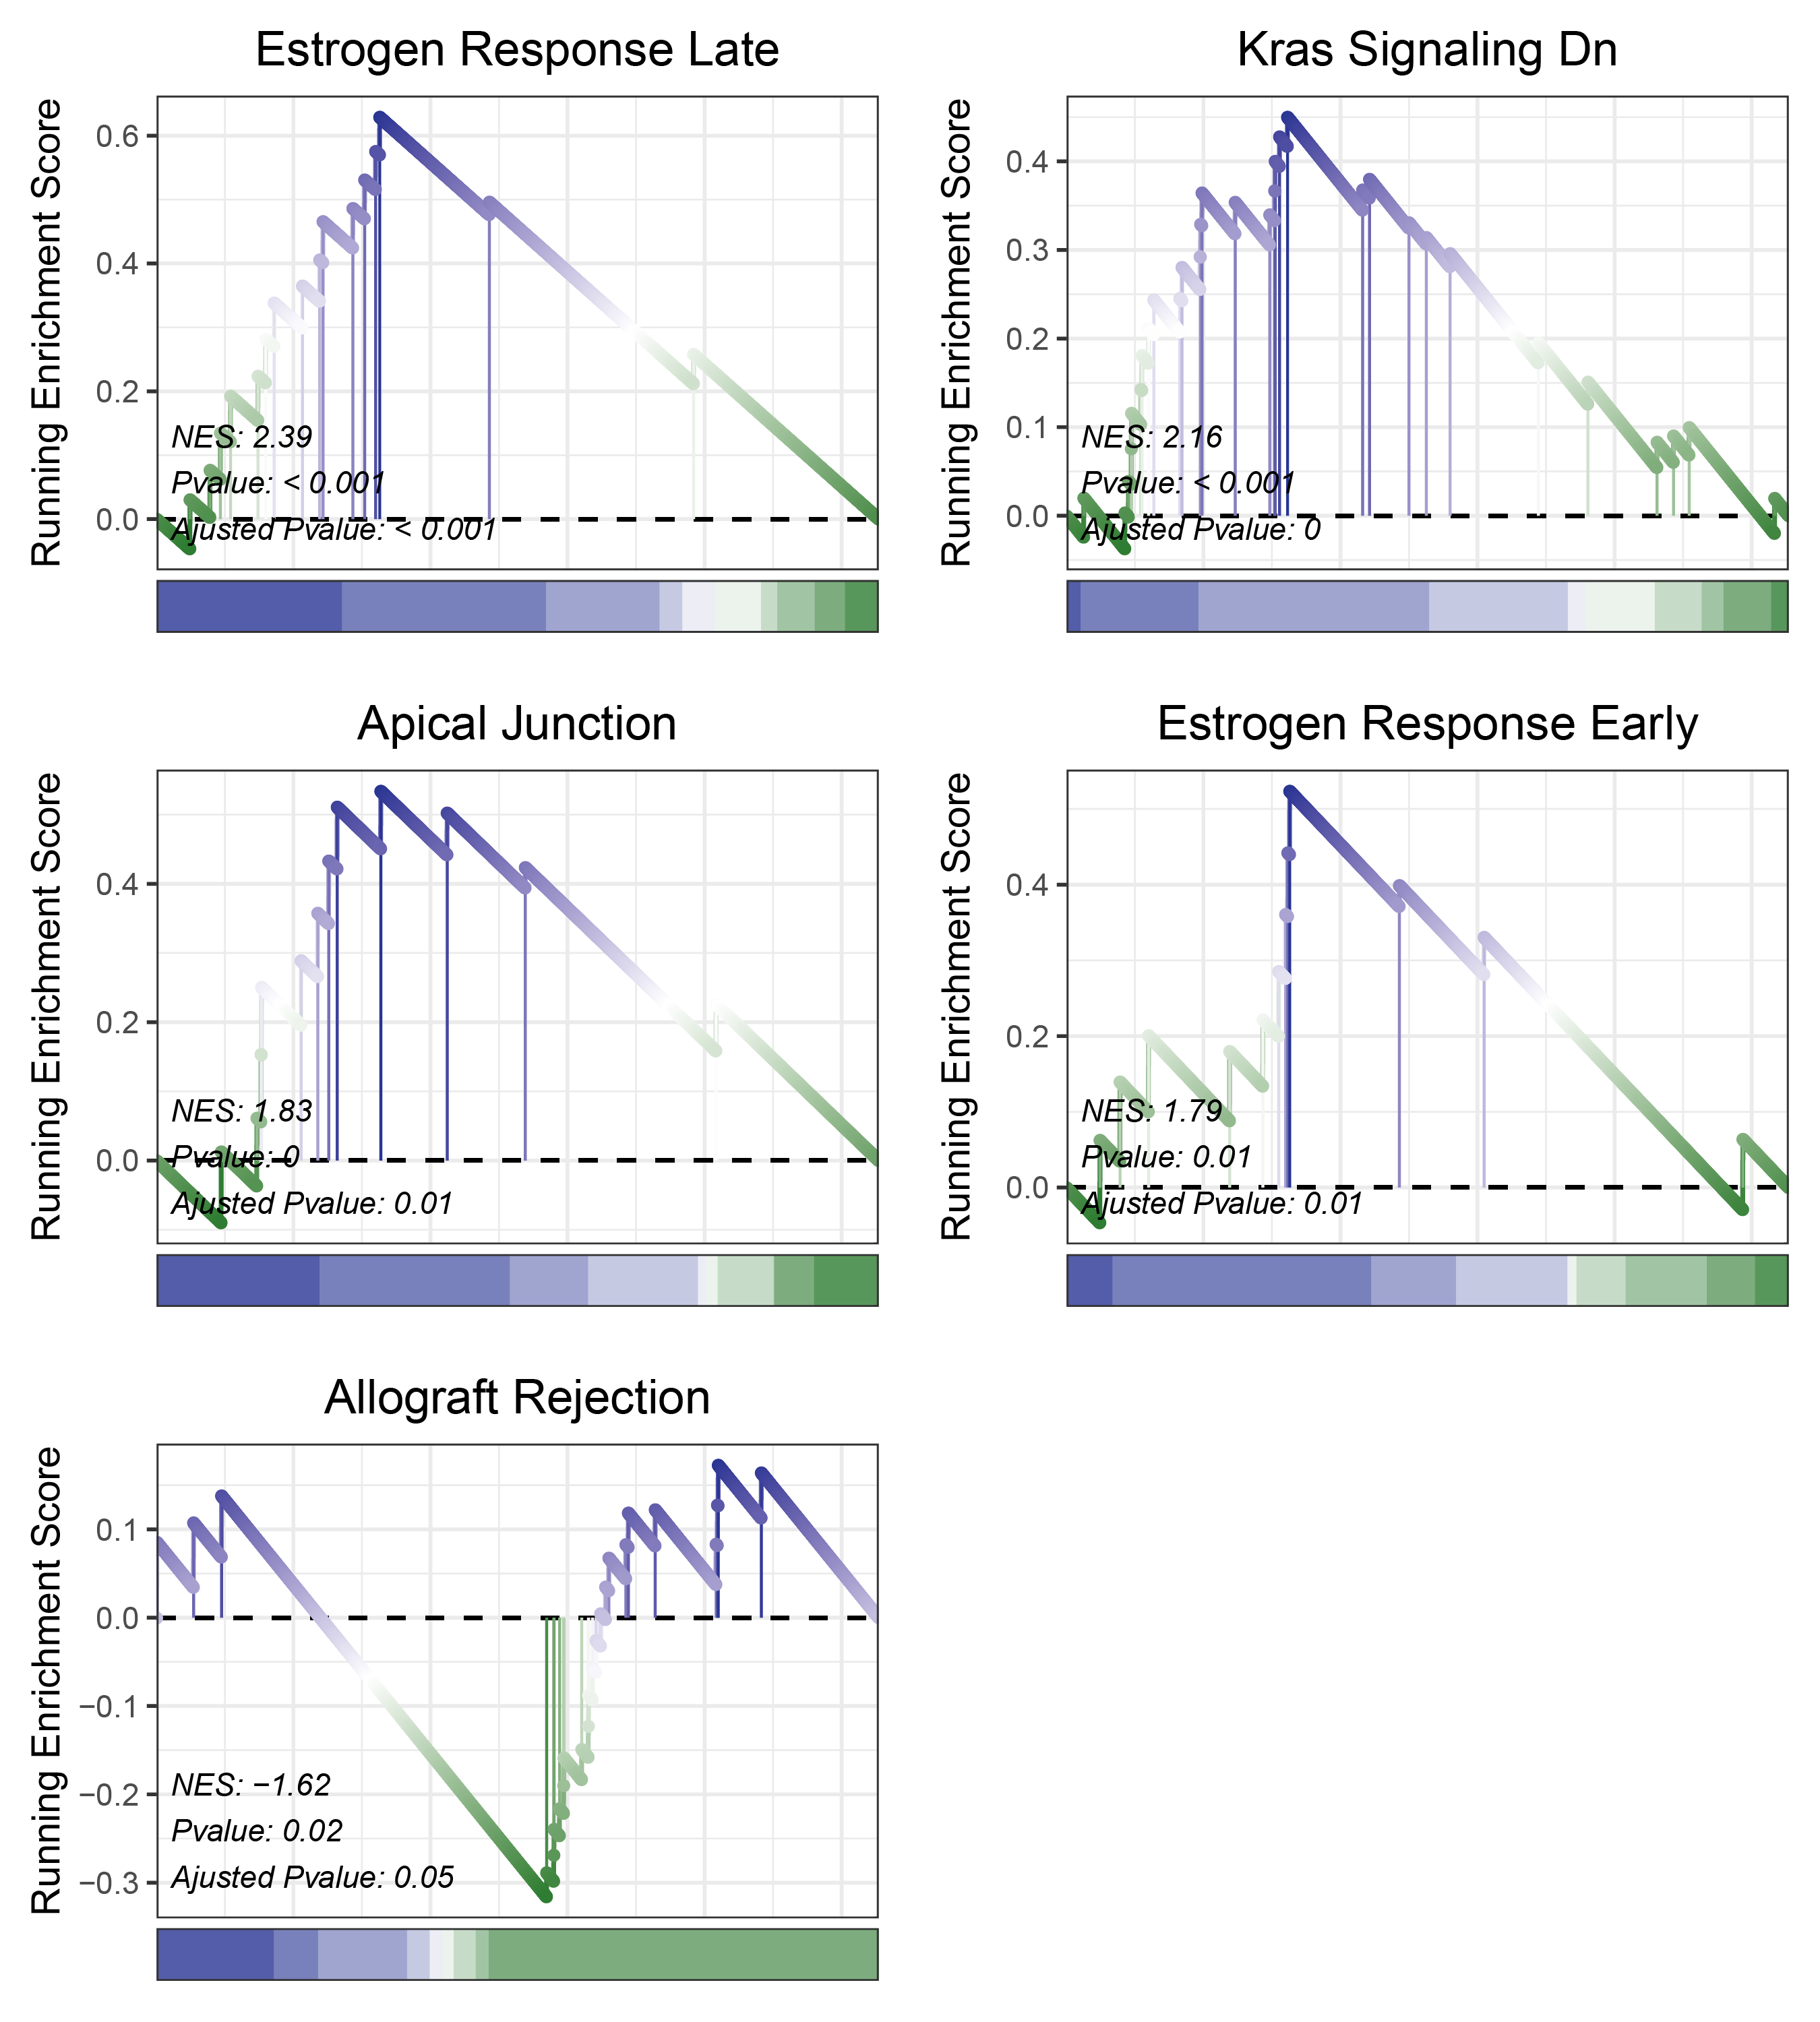 Estrogen Response Late
Running Enrichment Score
0.6
0.4
0.2
0.0
NES: 2.39
Pvalue: < 0.001
Ajusted Pvalue: < 0.001
Kras Signaling Dn
Running Enrichment Score
0.4
0.3
0.2
0.1
0.0
NES: 2.16
Pvalue: < 0.001
Ajusted Pvalue: 0
Apical Junction
Running Enrichment Score
0.4
0.2
0.0
NES: 1.83
Pvalue: 0
Ajusted Pvalue: 0.01
Estrogen Response Early
Running Enrichment Score
0.4
0.2
0.0
NES: 1.79
Pvalue: 0.01
Ajusted Pvalue: 0.01
Allograft Rejection
Running Enrichment Score
0.1
0.0
−0.1
−0.2
−0.3
NES: −1.62
Pvalue: 0.02
Ajusted Pvalue: 0.05